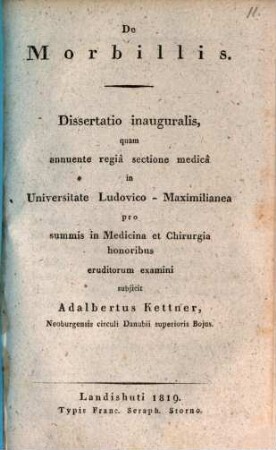 11.
De
Morbillis.
Dissertatio inauguralis,
quam
annuente regiâ sectione medicâ
in
Universitate Ludovico - Maximilianea
pro
summis in Medicina et Chirurgia
honoribus
eruditorum examini
subjicit
Adalbertus Kettner,
Neoburgensis circuli Danubii superioris Bojus.
Landishuti 1819.
Typis Franc. Seraph. Storno.